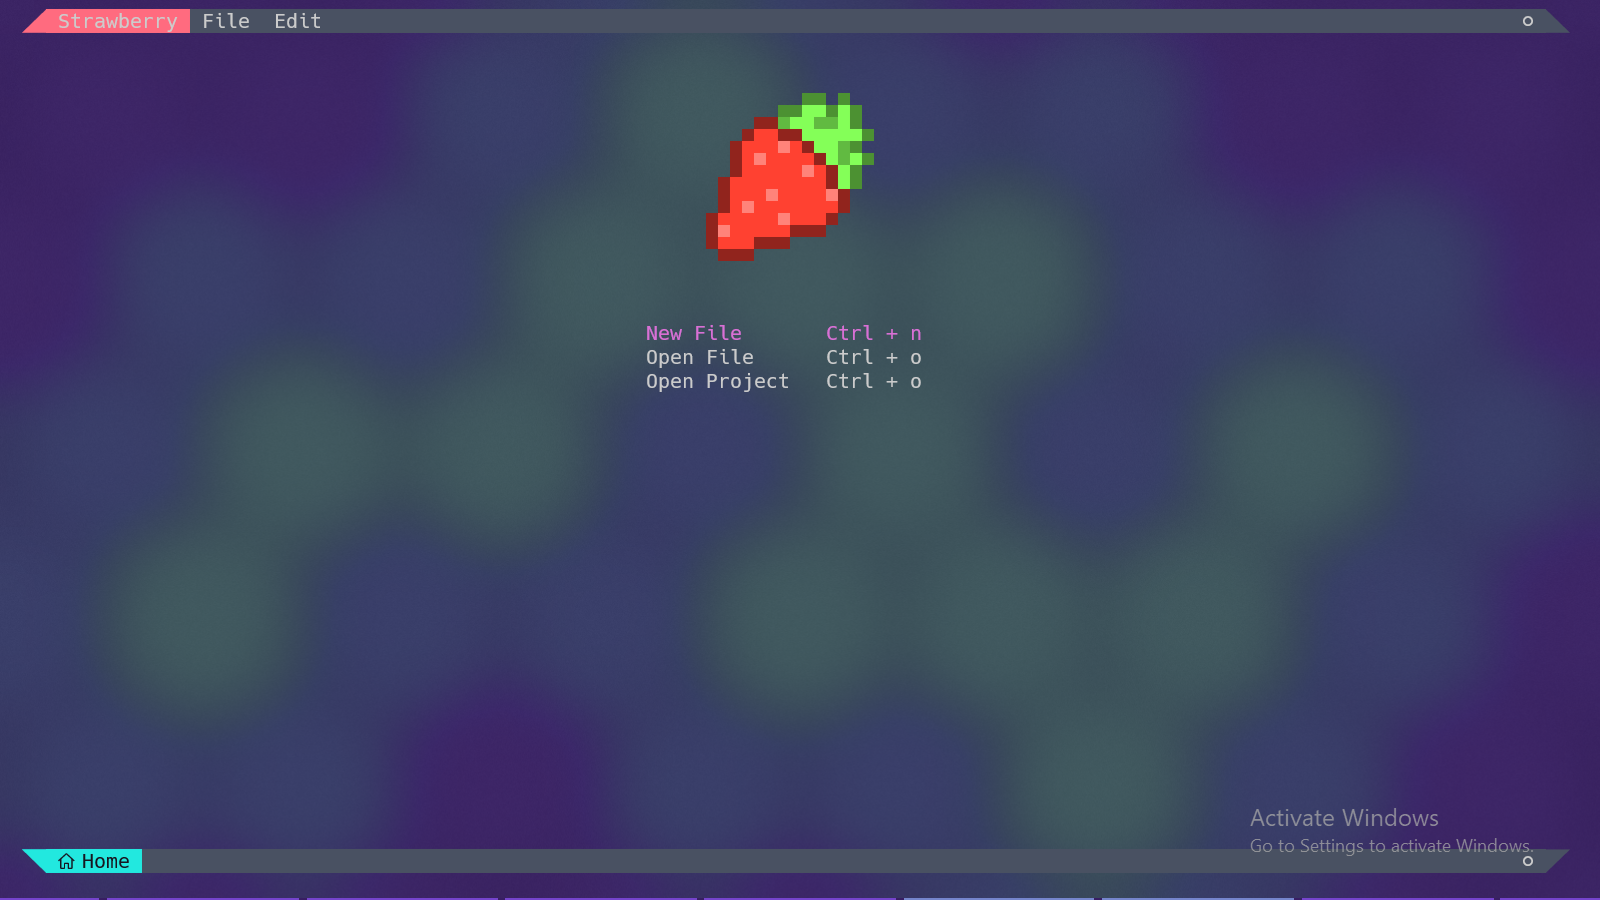 Strawberry File Edit
New File Ctrl + n
Open File Ctrl + o
Open Project Ctrl + o
Activate Windows
Go to Settings to activate Windows.
Home